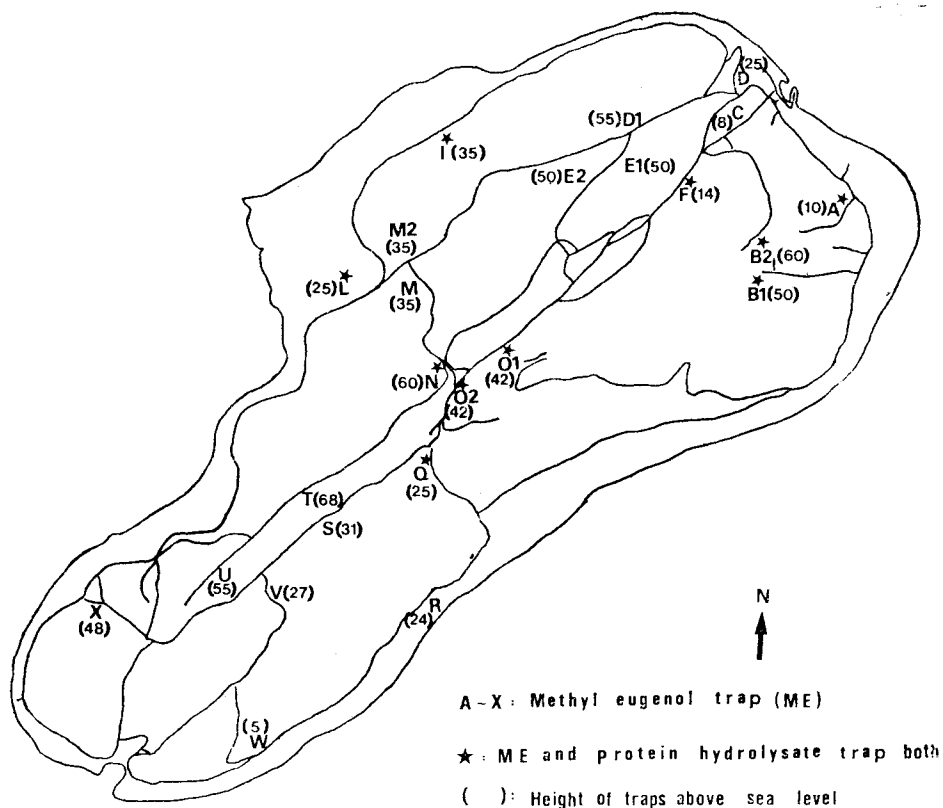 (25)
D
(8)C
(55)D1
I(35)
(50)E2
E1(50)
F(14)
(10)A
M2
(35)
B2(60)
(25)L
M
(35)
B1(50)
O1
(42)
(60)N
O2
(42)
Q
(25)
T(68)
S(31)
U
(55)
V(27)
X
(48)
R
(24)
N
(5)
W
A~X: Methyl eugenol trap (ME)
★: ME and protein hydrolysate trap both
( ): Height of traps above sea level